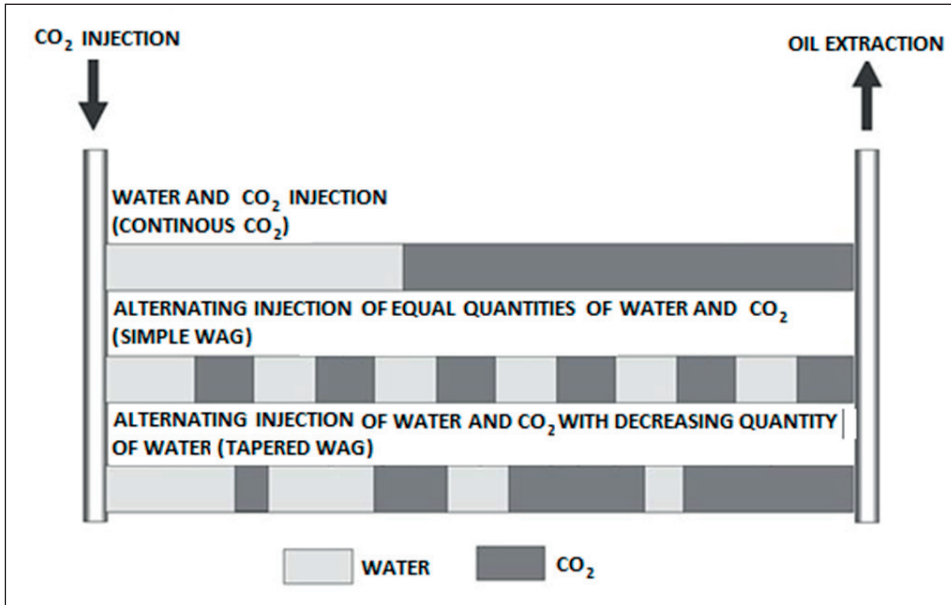 CO₂ INJECTION
OIL EXTRACTION
WATER AND CO₂ INJECTION
(CONTINOUS CO₂)
ALTERNATING INJECTION OF EQUAL QUANTITIES OF WATER AND CO₂
(SIMPLE WAG)
ALTERNATING INJECTION OF WATER AND CO₂ WITH DECREASING QUANTITY
OF WATER (TAPERED WAG)
WATER
CO₂